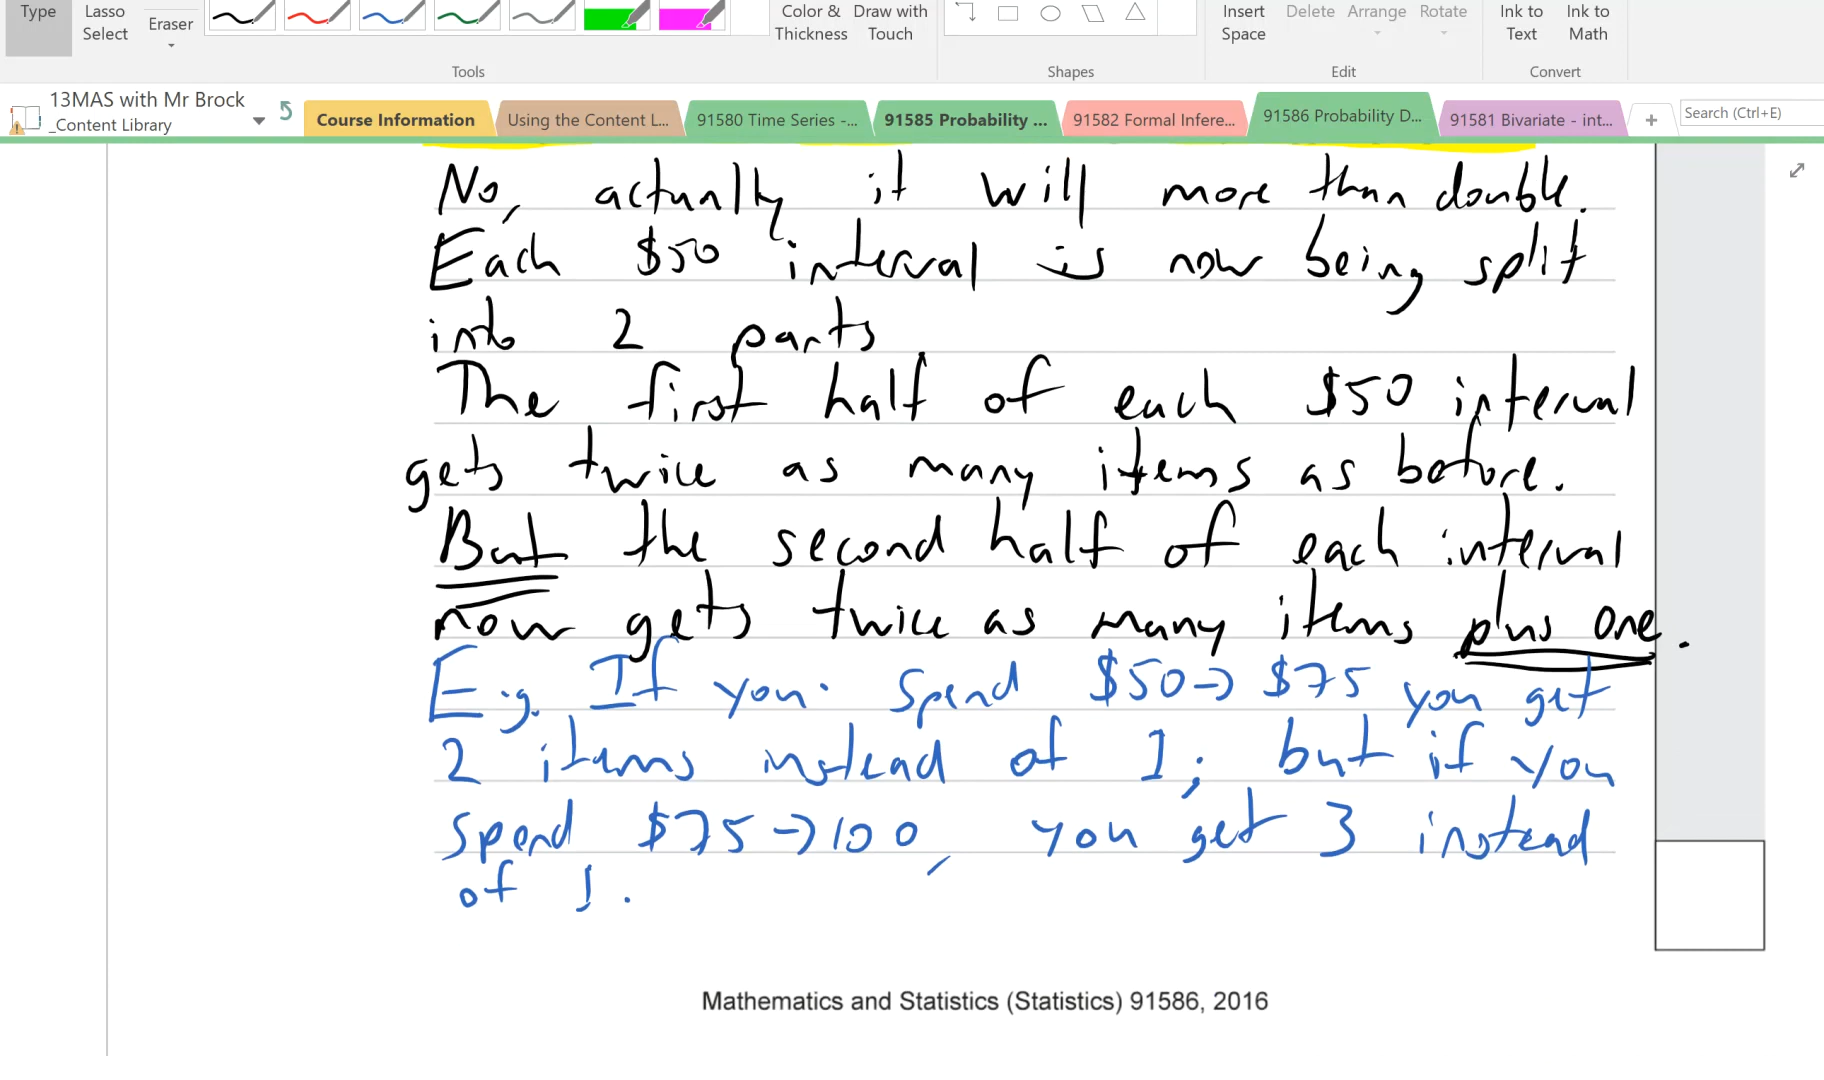 Type
Lasso
Select
Eraser
Color &
Thickness
Draw with
Touch
Insert
Space
Delete
Arrange
Rotate
Ink to
Text
Ink to
Math
Tools
Shapes
Edit
Convert
13MAS with Mr Brock
_Content Library
Course Information
Using the Content L...
91580 Time Series -...
91585 Probability ...
91582 Formal Infere...
91586 Probability D...
91581 Bivariate - int...
+
Search (Ctrl+E)
No, actually it will more than double.
Each $50 interval is now being split
into 2 parts
The first half of each $50 interval
gets twice as many items as before.
But the second half of each interval
now gets twice as many items plus one.
E.g. If you spend $50→$75 you get
2 items instead of 1; but if you
spend $75→100, you get 3 instead
of 1.
Mathematics and Statistics (Statistics) 91586, 2016